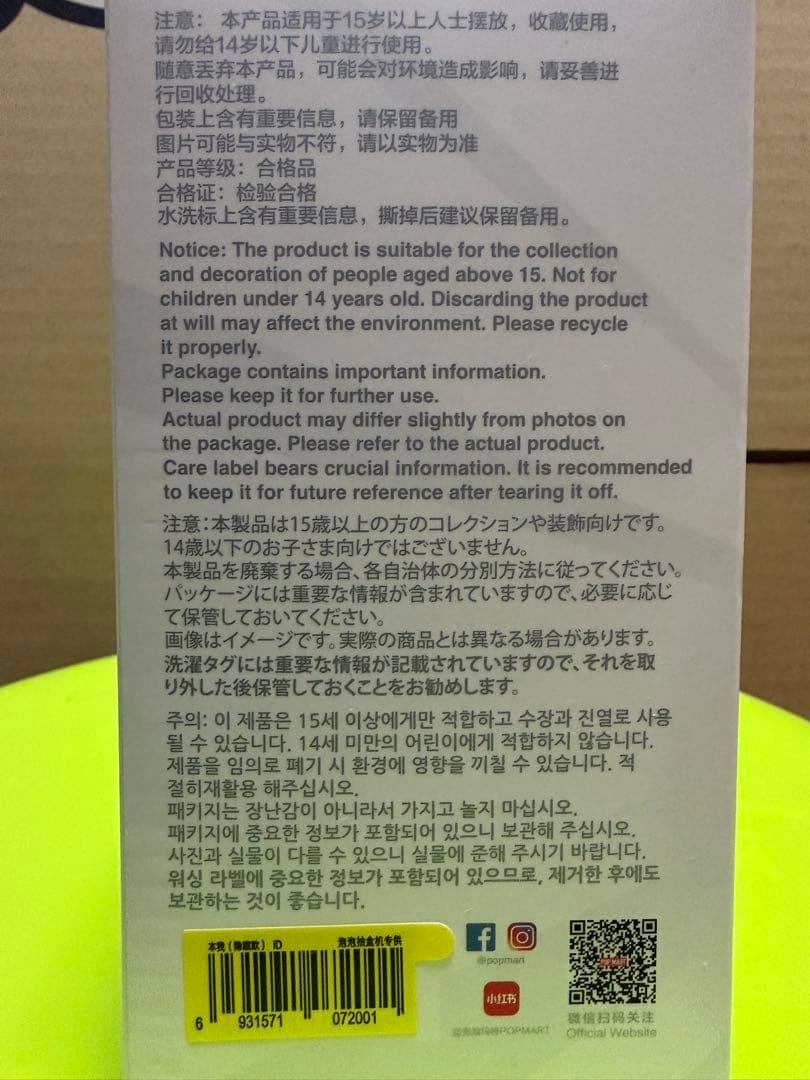 注意： 本产品适用于15岁以上人士摆放，收藏使用，
请勿给14岁以下儿童进行使用。
随意丢弃本产品，可能会对环境造成影响，请妥善进
行回收处理。
包装上含有重要信息，请保留备用
图片可能与实物不符，请以实物为准
产品等级：合格品
合格证：检验合格
水洗标上含有重要信息，撕掉后建议保留备用。
Notice: The product is suitable for the collection
and decoration of people aged above 15. Not for
children under 14 years old. Discarding the product
at will may affect the environment. Please recycle
it properly.
Package contains important information.
Please keep it for further use.
Actual product may differ slightly from photos on
the package. Please refer to the actual product.
Care label bears crucial information. It is recommended
to keep it for future reference after tearing it off.
注意：本製品は15歳以上の方のコレクションや装飾向けです。
14歳以下のお子さま向けではございません。
本製品を廃棄する場合、各自治体の分別方法に従ってください。
パッケージには重要な情報が含まれていますので、必要に応じ
て保管しておいてください。
画像はイメージです。実際の商品とは異なる場合があります。
洗濯タグには重要な情報が記載されていますので、それを取
り外した後保管しておくことをお勧めします。
주의: 이 제품은 15세 이상에게만 적합하고 수장과 진열로 사용
될 수 있습니다. 14세 미만의 어린이에게 적합하지 않습니다.
제품을 임의로 폐기 시 환경에 영향을 끼칠 수 있습니다. 적
절히재활용 해주십시오.
패키지는 장난감이 아니라서 가지고 놀지 마십시오.
패키지에 중요한 정보가 포함되어 있으니 보관해 주십시오.
사진과 실물이 다를 수 있으니 실물에 준해 주시기 바랍니다.
워싱 라벨에 중요한 정보가 포함되어 있으므로, 제거한 후에도
보관하는 것이 좋습니다.
本我（隐藏款）ID 泡泡抽盒机专供
6 931571 072001
@popmart
小红书
@泡泡玛特POPMART
POP MART
微信扫码关注
Official Website